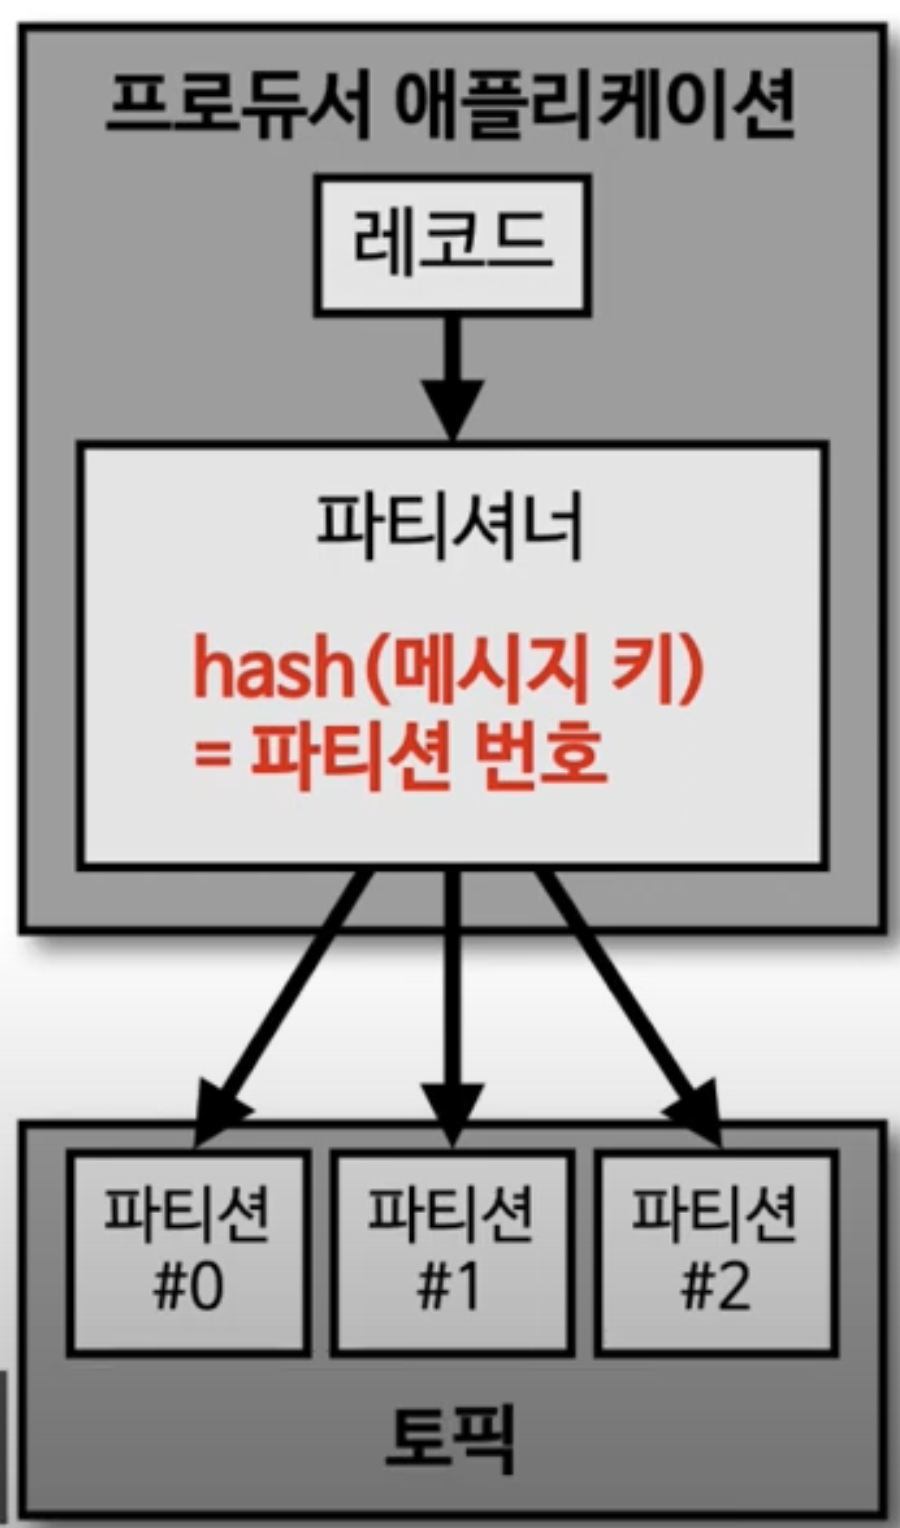 프로듀서 애플리케이션
레코드
파티셔너
hash(메시지 키)
= 파티션 번호
파티션
#0
파티션
#1
파티션
#2
토픽